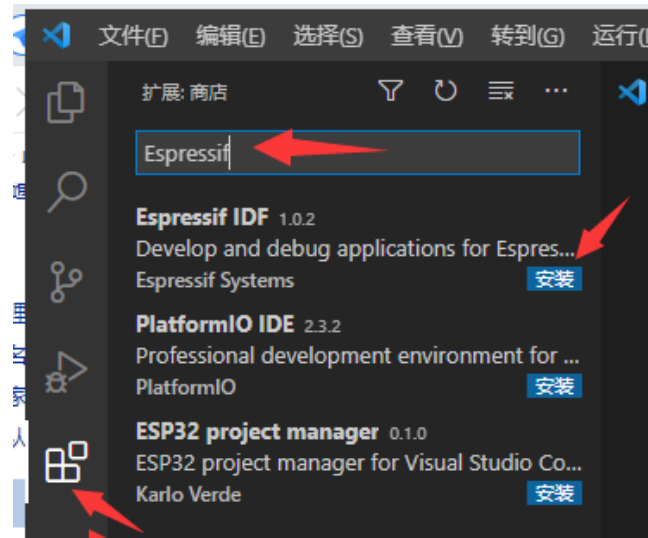 文件(F) 编辑(E) 选择(S) 查看(V) 转到(G) 运行(
扩展: 商店
Espressif
Espressif IDF 1.0.2
Develop and debug applications for Espres...
Espressif Systems 安装
PlatformIO IDE 2.3.2
Professional development environment for ...
PlatformIO 安装
ESP32 project manager 0.1.0
ESP32 project manager for Visual Studio Co...
Karlo Verde 安装